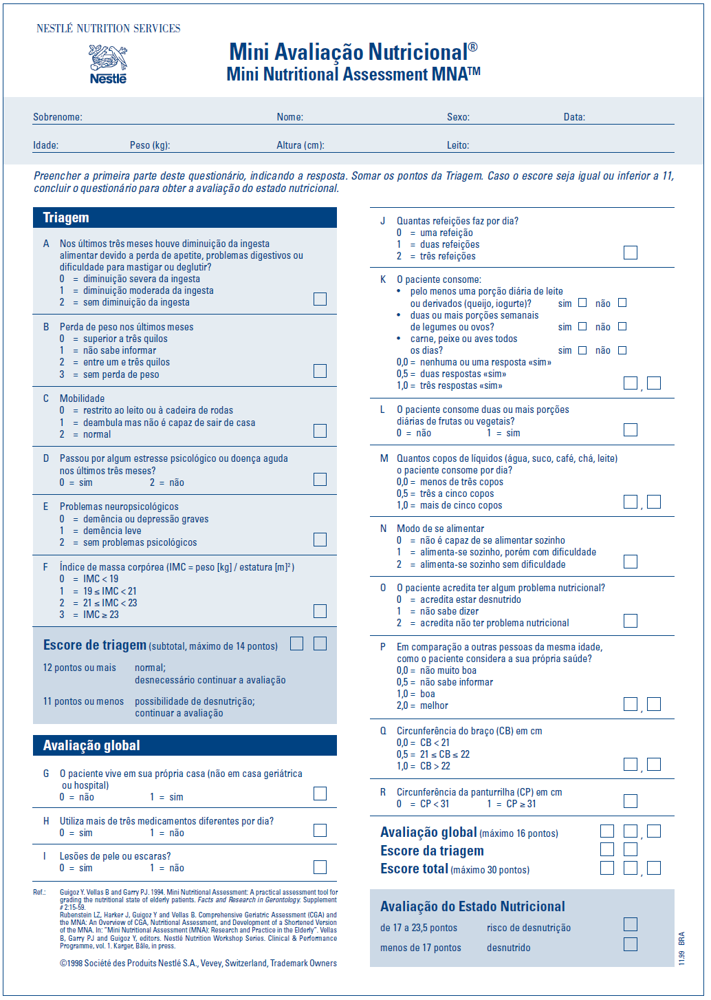 NESTLÉ NUTRITION SERVICES
Nestlé
Mini Avaliação Nutricional®
Mini Nutritional Assessment MNA™
Sobrenome: Nome: Sexo: Data:
Idade: Peso (kg): Altura (cm): Leito:
Preencher a primeira parte deste questionário, indicando a resposta. Somar os pontos da Triagem. Caso o escore seja igual ou inferior a 11,
concluir o questionário para obter a avaliação do estado nutricional.
Triagem
A Nos últimos três meses houve diminuição da ingesta
alimentar devido a perda de apetite, problemas digestivos ou
dificuldade para mastigar ou deglutir?
0 = diminuição severa da ingesta
1 = diminuição moderada da ingesta
2 = sem diminuição da ingesta
B Perda de peso nos últimos meses
0 = superior a três quilos
1 = não sabe informar
2 = entre um e três quilos
3 = sem perda de peso
C Mobilidade
0 = restrito ao leito ou à cadeira de rodas
1 = deambula mas não é capaz de sair de casa
2 = normal
D Passou por algum estresse psicológico ou doença aguda
nos últimos três meses?
0 = sim 2 = não
E Problemas neuropsicológicos
0 = demência ou depressão graves
1 = demência leve
2 = sem problemas psicológicos
F Índice de massa corpórea (IMC = peso [kg] / estatura [m]²)
0 = IMC < 19
1 = 19 ≤ IMC < 21
2 = 21 ≤ IMC < 23
3 = IMC ≥ 23
Escore de triagem (subtotal, máximo de 14 pontos)
12 pontos ou mais normal;
desnecessário continuar a avaliação
11 pontos ou menos possibilidade de desnutrição;
continuar a avaliação
Avaliação global
G O paciente vive em sua própria casa (não em casa geriátrica
ou hospital)
0 = não 1 = sim
H Utiliza mais de três medicamentos diferentes por dia?
0 = sim 1 = não
I Lesões de pele ou escaras?
0 = sim 1 = não
Ref.: Guigoz Y. Vellas B and Garry PJ. 1994. Mini Nutritional Assessment: A practical assessment tool for
grading the nutritional state of elderly patients. Facts and Research in Gerontology. Supplement
# 2:15-59.
Rubenstein LZ, Harker J, Guigoz Y and Vellas B. Comprehensive Geriatric Assessment (CGA) and
the MNA: An Overview of CGA, Nutritional Assessment, and Development of a Shortened Version
of the MNA. In: “Mini Nutritional Assessment (MNA): Research and Practice in the Elderly”. Vellas
B, Garry PJ and Guigoz Y, editors. Nestlé Nutrition Workshop Series. Clinical & Performance
Programme, vol. 1. Karger, Bâle, in press.
©1998 Société des Produits Nestlé S.A., Vevey, Switzerland, Trademark Owners
J Quantas refeições faz por dia?
0 = uma refeição
1 = duas refeições
2 = três refeições
K O paciente consome:
• pelo menos uma porção diária de leite
ou derivados (queijo, iogurte)? sim não
• duas ou mais porções semanais
de legumes ou ovos? sim não
• carne, peixe ou aves todos
os dias? sim não
0,0 = nenhuma ou uma resposta «sim»
0,5 = duas respostas «sim»
1,0 = três respostas «sim» ,
L O paciente consome duas ou mais porções
diárias de frutas ou vegetais?
0 = não 1 = sim
M Quantos copos de líquidos (água, suco, café, chá, leite)
o paciente consome por dia?
0,0 = menos de três copos
0,5 = três a cinco copos
1,0 = mais de cinco copos ,
N Modo de se alimentar
0 = não é capaz de se alimentar sozinho
1 = alimenta-se sozinho, porém com dificuldade
2 = alimenta-se sozinho sem dificuldade
O O paciente acredita ter algum problema nutricional?
0 = acredita estar desnutrido
1 = não sabe dizer
2 = acredita não ter problema nutricional
P Em comparação a outras pessoas da mesma idade,
como o paciente considera a sua própria saúde?
0,0 = não muito boa
0,5 = não sabe informar
1,0 = boa
2,0 = melhor ,
Q Circunferência do braço (CB) em cm
0,0 = CB < 21
0,5 = 21 ≤ CB ≤ 22
1,0 = CB > 22 ,
R Circunferência da panturrilha (CP) em cm
0 = CP < 31 1 = CP ≥ 31
Avaliação global (máximo 16 pontos) ,
Escore da triagem
Escore total (máximo 30 pontos) ,
Avaliação do Estado Nutricional
de 17 a 23,5 pontos risco de desnutrição
menos de 17 pontos desnutrido
11.99 BRA